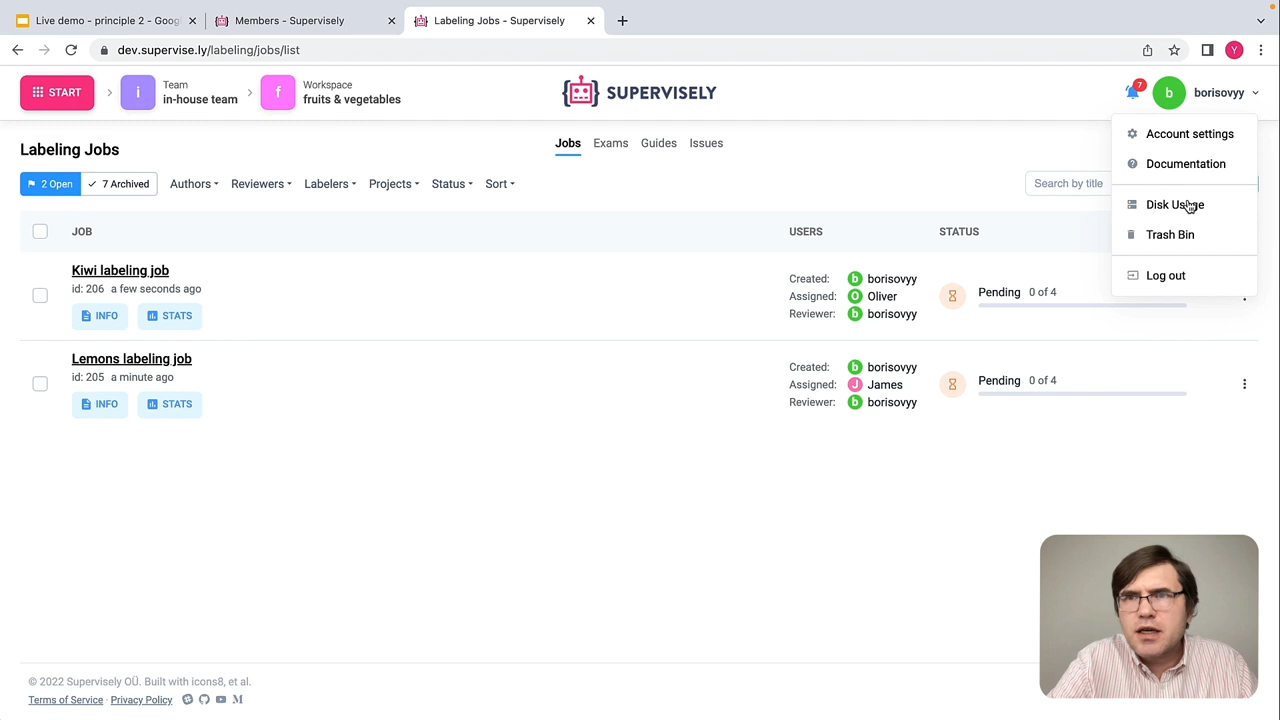 Live demo - principle 2 - Goog
Members - Supervisely
Labeling Jobs - Supervisely
dev.supervise.ly/labeling/jobs/list
Y
START
i
Team
in-house team
f
Workspace
fruits & vegetables
SUPERVISELY
7
b
borisovyy
Account settings
Documentation
Disk Usage
Trash Bin
Log out
Labeling Jobs
Jobs
Exams
Guides
Issues
2 Open
7 Archived
Authors
Reviewers
Labelers
Projects
Status
Sort
Search by title
JOB
USERS
STATUS
Kiwi labeling job
id: 206 a few seconds ago
INFO
STATS
Created: b borisovyy
Assigned: O Oliver
Reviewer: b borisovyy
Pending 0 of 4
Lemons labeling job
id: 205 a minute ago
INFO
STATS
Created: b borisovyy
Assigned: J James
Reviewer: b borisovyy
Pending 0 of 4
© 2022 Supervisely OÜ. Built with icons8, et al.
Terms of Service · Privacy Policy